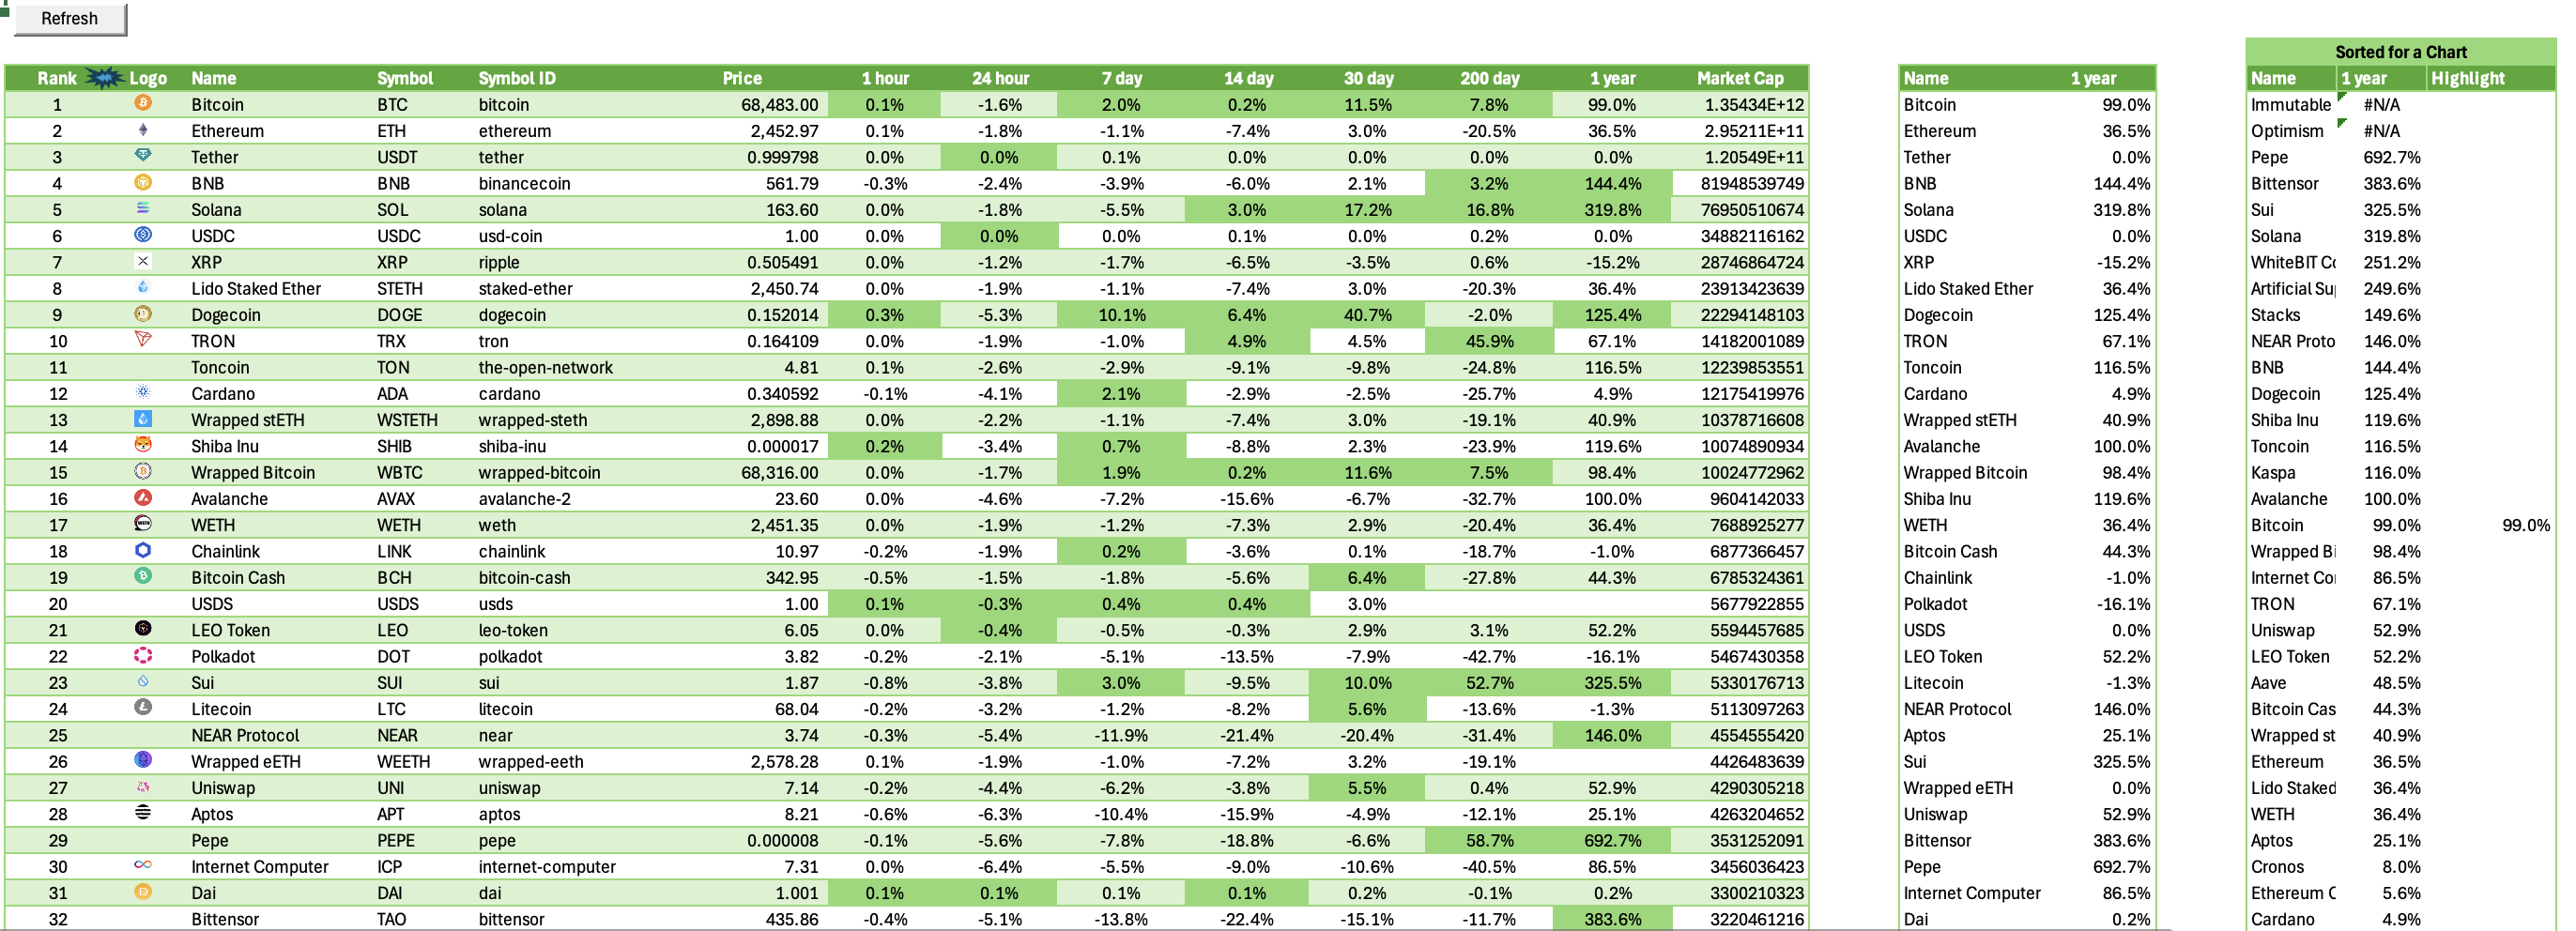 Refresh
Sorted for a Chart
Rank Logo Name Symbol Symbol ID Price 1 hour 24 hour 7 day 14 day 30 day 200 day 1 year Market Cap Name 1 year Name 1 year Highlight
1 Bitcoin BTC bitcoin 68,483.00 0.1% -1.6% 2.0% 0.2% 11.5% 7.8% 99.0% 1.35434E+12 Bitcoin 99.0% Immutable #N/A
2 Ethereum ETH ethereum 2,452.97 0.1% -1.8% -1.1% -7.4% 3.0% -20.5% 36.5% 2.95211E+11 Ethereum 36.5% Optimism #N/A
3 Tether USDT tether 0.999798 0.0% 0.0% 0.1% 0.0% 0.0% 0.0% 0.0% 1.20549E+11 Tether 0.0% Pepe 692.7%
4 BNB BNB binancecoin 561.79 -0.3% -2.4% -3.9% -6.0% 2.1% 3.2% 144.4% 81948539749 BNB 144.4% Bittensor 383.6%
5 Solana SOL solana 163.60 0.0% -1.8% -5.5% 3.0% 17.2% 16.8% 319.8% 76950510674 Solana 319.8% Sui 325.5%
6 USDC USDC usd-coin 1.00 0.0% 0.0% 0.0% 0.1% 0.0% 0.2% 0.0% 34882116162 USDC 0.0% Solana 319.8%
7 XRP XRP ripple 0.505491 0.0% -1.2% -1.7% -6.5% -3.5% 0.6% -15.2% 28746864724 XRP -15.2% WhiteBIT Co 251.2%
8 Lido Staked Ether STETH staked-ether 2,450.74 0.0% -1.9% -1.1% -7.4% 3.0% -20.3% 36.4% 23913423639 Lido Staked Ether 36.4% Artificial Su 249.6%
9 Dogecoin DOGE dogecoin 0.152014 0.3% -5.3% 10.1% 6.4% 40.7% -2.0% 125.4% 22294148103 Dogecoin 125.4% Stacks 149.6%
10 TRON TRX tron 0.164109 0.0% -1.9% -1.0% 4.9% 4.5% 45.9% 67.1% 14182001089 TRON 67.1% NEAR Proto 146.0%
11 Toncoin TON the-open-network 4.81 0.1% -2.6% -2.9% -9.1% -9.8% -24.8% 116.5% 12239853551 Toncoin 116.5% BNB 144.4%
12 Cardano ADA cardano 0.340592 -0.1% -4.1% 2.1% -2.9% -2.5% -25.7% 4.9% 12175419976 Cardano 4.9% Dogecoin 125.4%
13 Wrapped stETH WSTETH wrapped-steth 2,898.88 0.0% -2.2% -1.1% -7.4% 3.0% -19.1% 40.9% 10378716608 Wrapped stETH 40.9% Shiba Inu 119.6%
14 Shiba Inu SHIB shiba-inu 0.000017 0.2% -3.4% 0.7% -8.8% 2.3% -23.9% 119.6% 10074890934 Avalanche 100.0% Toncoin 116.5%
15 Wrapped Bitcoin WBTC wrapped-bitcoin 68,316.00 0.0% -1.7% 1.9% 0.2% 11.6% 7.5% 98.4% 10024772962 Wrapped Bitcoin 98.4% Kaspa 116.0%
16 Avalanche AVAX avalanche-2 23.60 0.0% -4.6% -7.2% -15.6% -6.7% -32.7% 100.0% 9604142033 Shiba Inu 119.6% Avalanche 100.0%
17 WETH WETH weth 2,451.35 0.0% -1.9% -1.2% -7.3% 2.9% -20.4% 36.4% 7688925277 WETH 36.4% Bitcoin 99.0% 99.0%
18 Chainlink LINK chainlink 10.97 -0.2% -1.9% 0.2% -3.6% 0.1% -18.7% -1.0% 6877366457 Bitcoin Cash 44.3% Wrapped Bi 98.4%
19 Bitcoin Cash BCH bitcoin-cash 342.95 -0.5% -1.5% -1.8% -5.6% 6.4% -27.8% 44.3% 6785324361 Chainlink -1.0% Internet Co 86.5%
20 USDS USDS usds 1.00 0.1% -0.3% 0.4% 0.4% 3.0% 5677922855 Polkadot -16.1% TRON 67.1%
21 LEO Token LEO leo-token 6.05 0.0% -0.4% -0.5% -0.3% 2.9% 3.1% 52.2% 5594457685 USDS 0.0% Uniswap 52.9%
22 Polkadot DOT polkadot 3.82 -0.2% -2.1% -5.1% -13.5% -7.9% -42.7% -16.1% 5467430358 LEO Token 52.2% LEO Token 52.2%
23 Sui SUI sui 1.87 -0.8% -3.8% 3.0% -9.5% 10.0% 52.7% 325.5% 5330176713 Litecoin -1.3% Aave 48.5%
24 Litecoin LTC litecoin 68.04 -0.2% -3.2% -1.2% -8.2% 5.6% -13.6% -1.3% 5113097263 NEAR Protocol 146.0% Bitcoin Cas 44.3%
25 NEAR Protocol NEAR near 3.74 -0.3% -5.4% -11.9% -21.4% -20.4% -31.4% 146.0% 4554555420 Aptos 25.1% Wrapped st 40.9%
26 Wrapped eETH WEETH wrapped-eeth 2,578.28 0.1% -1.9% -1.0% -7.2% 3.2% -19.1% 4426483639 Sui 325.5% Ethereum 36.5%
27 Uniswap UNI uniswap 7.14 -0.2% -4.4% -6.2% -3.8% 5.5% 0.4% 52.9% 4290305218 Wrapped eETH 0.0% Lido Staked 36.4%
28 Aptos APT aptos 8.21 -0.6% -6.3% -10.4% -15.9% -4.9% -12.1% 25.1% 4263204652 Uniswap 52.9% WETH 36.4%
29 Pepe PEPE pepe 0.000008 -0.1% -5.6% -7.8% -18.8% -6.6% 58.7% 692.7% 3531252091 Bittensor 383.6% Aptos 25.1%
30 Internet Computer ICP internet-computer 7.31 0.0% -6.4% -5.5% -9.0% -10.6% -40.5% 86.5% 3456036423 Pepe 692.7% Cronos 8.0%
31 Dai DAI dai 1.001 0.1% 0.1% 0.1% 0.1% 0.2% -0.1% 0.2% 3300210323 Internet Computer 86.5% Ethereum C 5.6%
32 Bittensor TAO bittensor 435.86 -0.4% -5.1% -13.8% -22.4% -15.1% -11.7% 383.6% 3220461216 Dai 0.2% Cardano 4.9%